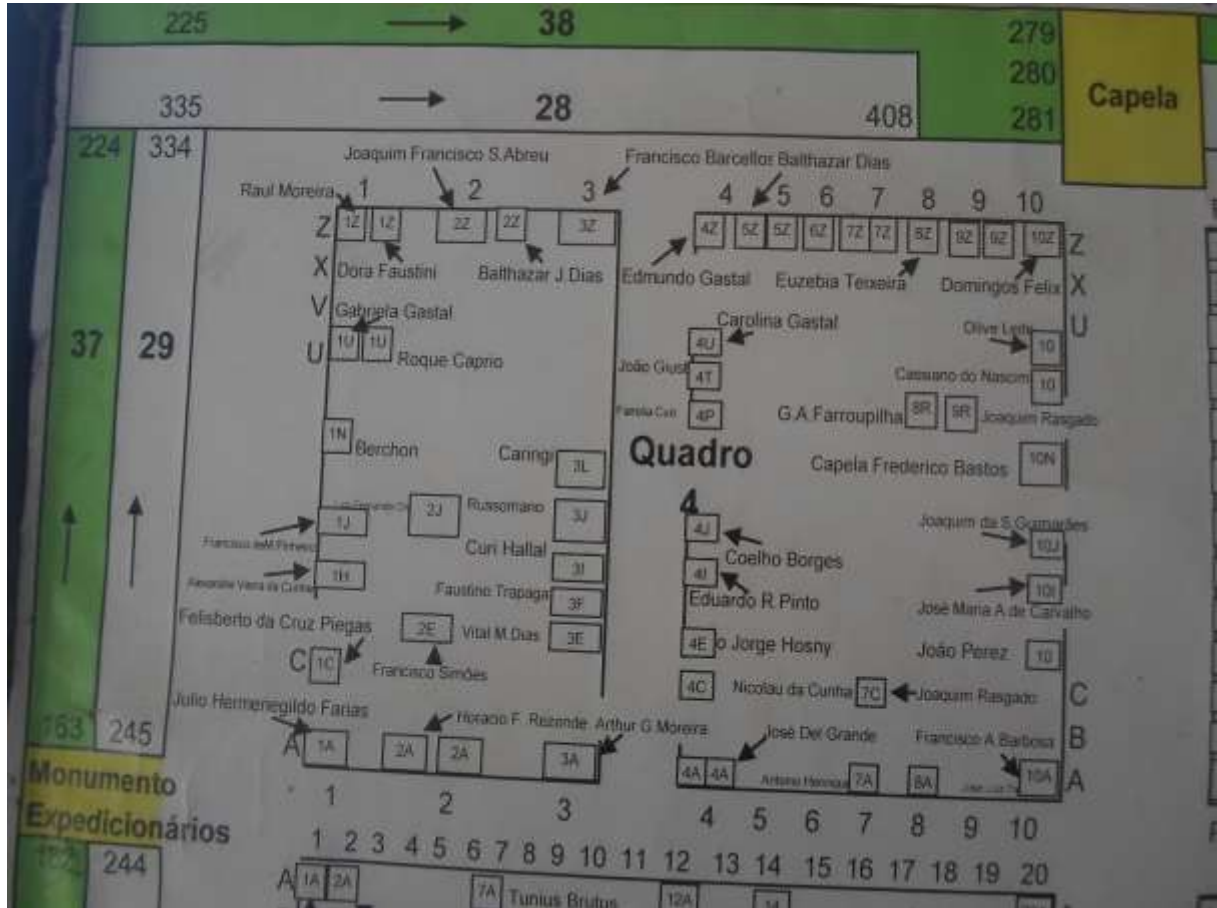 225 → 38 279
280
Capela
335 → 28 408 281
224 334
Joaquim Francisco S.Abreu Francisco Barcellor Balthazar Dias
Raul Moreira 1 2 3 4 5 6 7 8 9 10
Z 1Z 1Z 2Z 2Z 3Z 4Z 5Z 5Z 6Z 7Z 7Z 8Z 9Z 9Z 10Z Z
X Dora Faustini Balthazar J.Dias Edmundo Gastal Euzebia Teixeira Domingos Felix X
V Gabriela Gastal Carolina Gastal U
37 29 U 1U 1U Roque Caprio 4U 10
4T Cassiano do Nascim 10
4P G.A.Farroupilha 8R 9R Joaquim Rasgado
1N Berchon Caringi 3L Quadro Capela Frederico Bastos 10N
4
2J Russomano 3J 4J Joaquim da S.Guimarães
1J Coelho Borges 10J
Curi Hallal 3I 4I
1H Eduardo R.Pinto 10I
Faustino Trapaga 3F José Maria A.de Carvalho
Felisberto da Cruz Piegas 2E Vital M.Dias 3E 4E o Jorge Hosny João Perez 10
C 1C Francisco Simões 4C Nicolau da Cunha 7C Joaquim Rasgado C
Julio Hermenegildo Farias Horacio F. Rezende Arthur G.Moreira José Del Grande Francisco A.Barbosa B
163 245 A 1A 2A 2A 3A 4A 4A 7A 8A 10A A
Monumento
Expedicionários
1 2 3 4 5 6 7 8 9 10
1 2 3 4 5 6 7 8 9 10 11 12 13 14 15 16 17 18 19 20
162 244 A 1A 2A 7A Tunius Brutus 12A 14